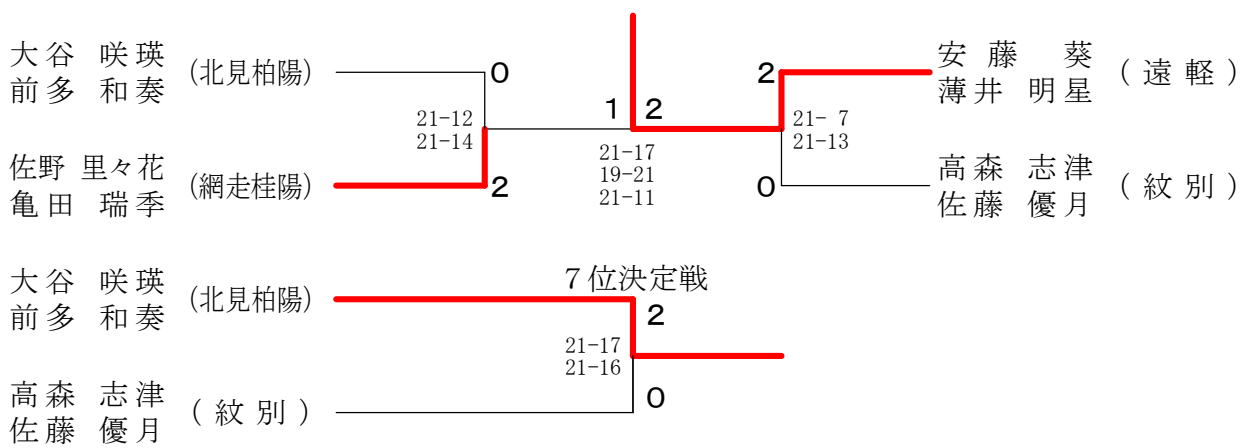 大谷 咲瑛
前多 和奏
(北見柏陽)
0
21-12
21-14
佐野 里々花
亀田 瑞季
(網走桂陽)
2
1 2
21-17
19-21
21-11
2
安藤 葵
薄井 明星
(遠軽)
21- 7
21-13
0
高森 志津
佐藤 優月
(紋別)
7位決定戦
大谷 咲瑛
前多 和奏
(北見柏陽)
2
21-17
21-16
高森 志津
佐藤 優月
(紋別)
0